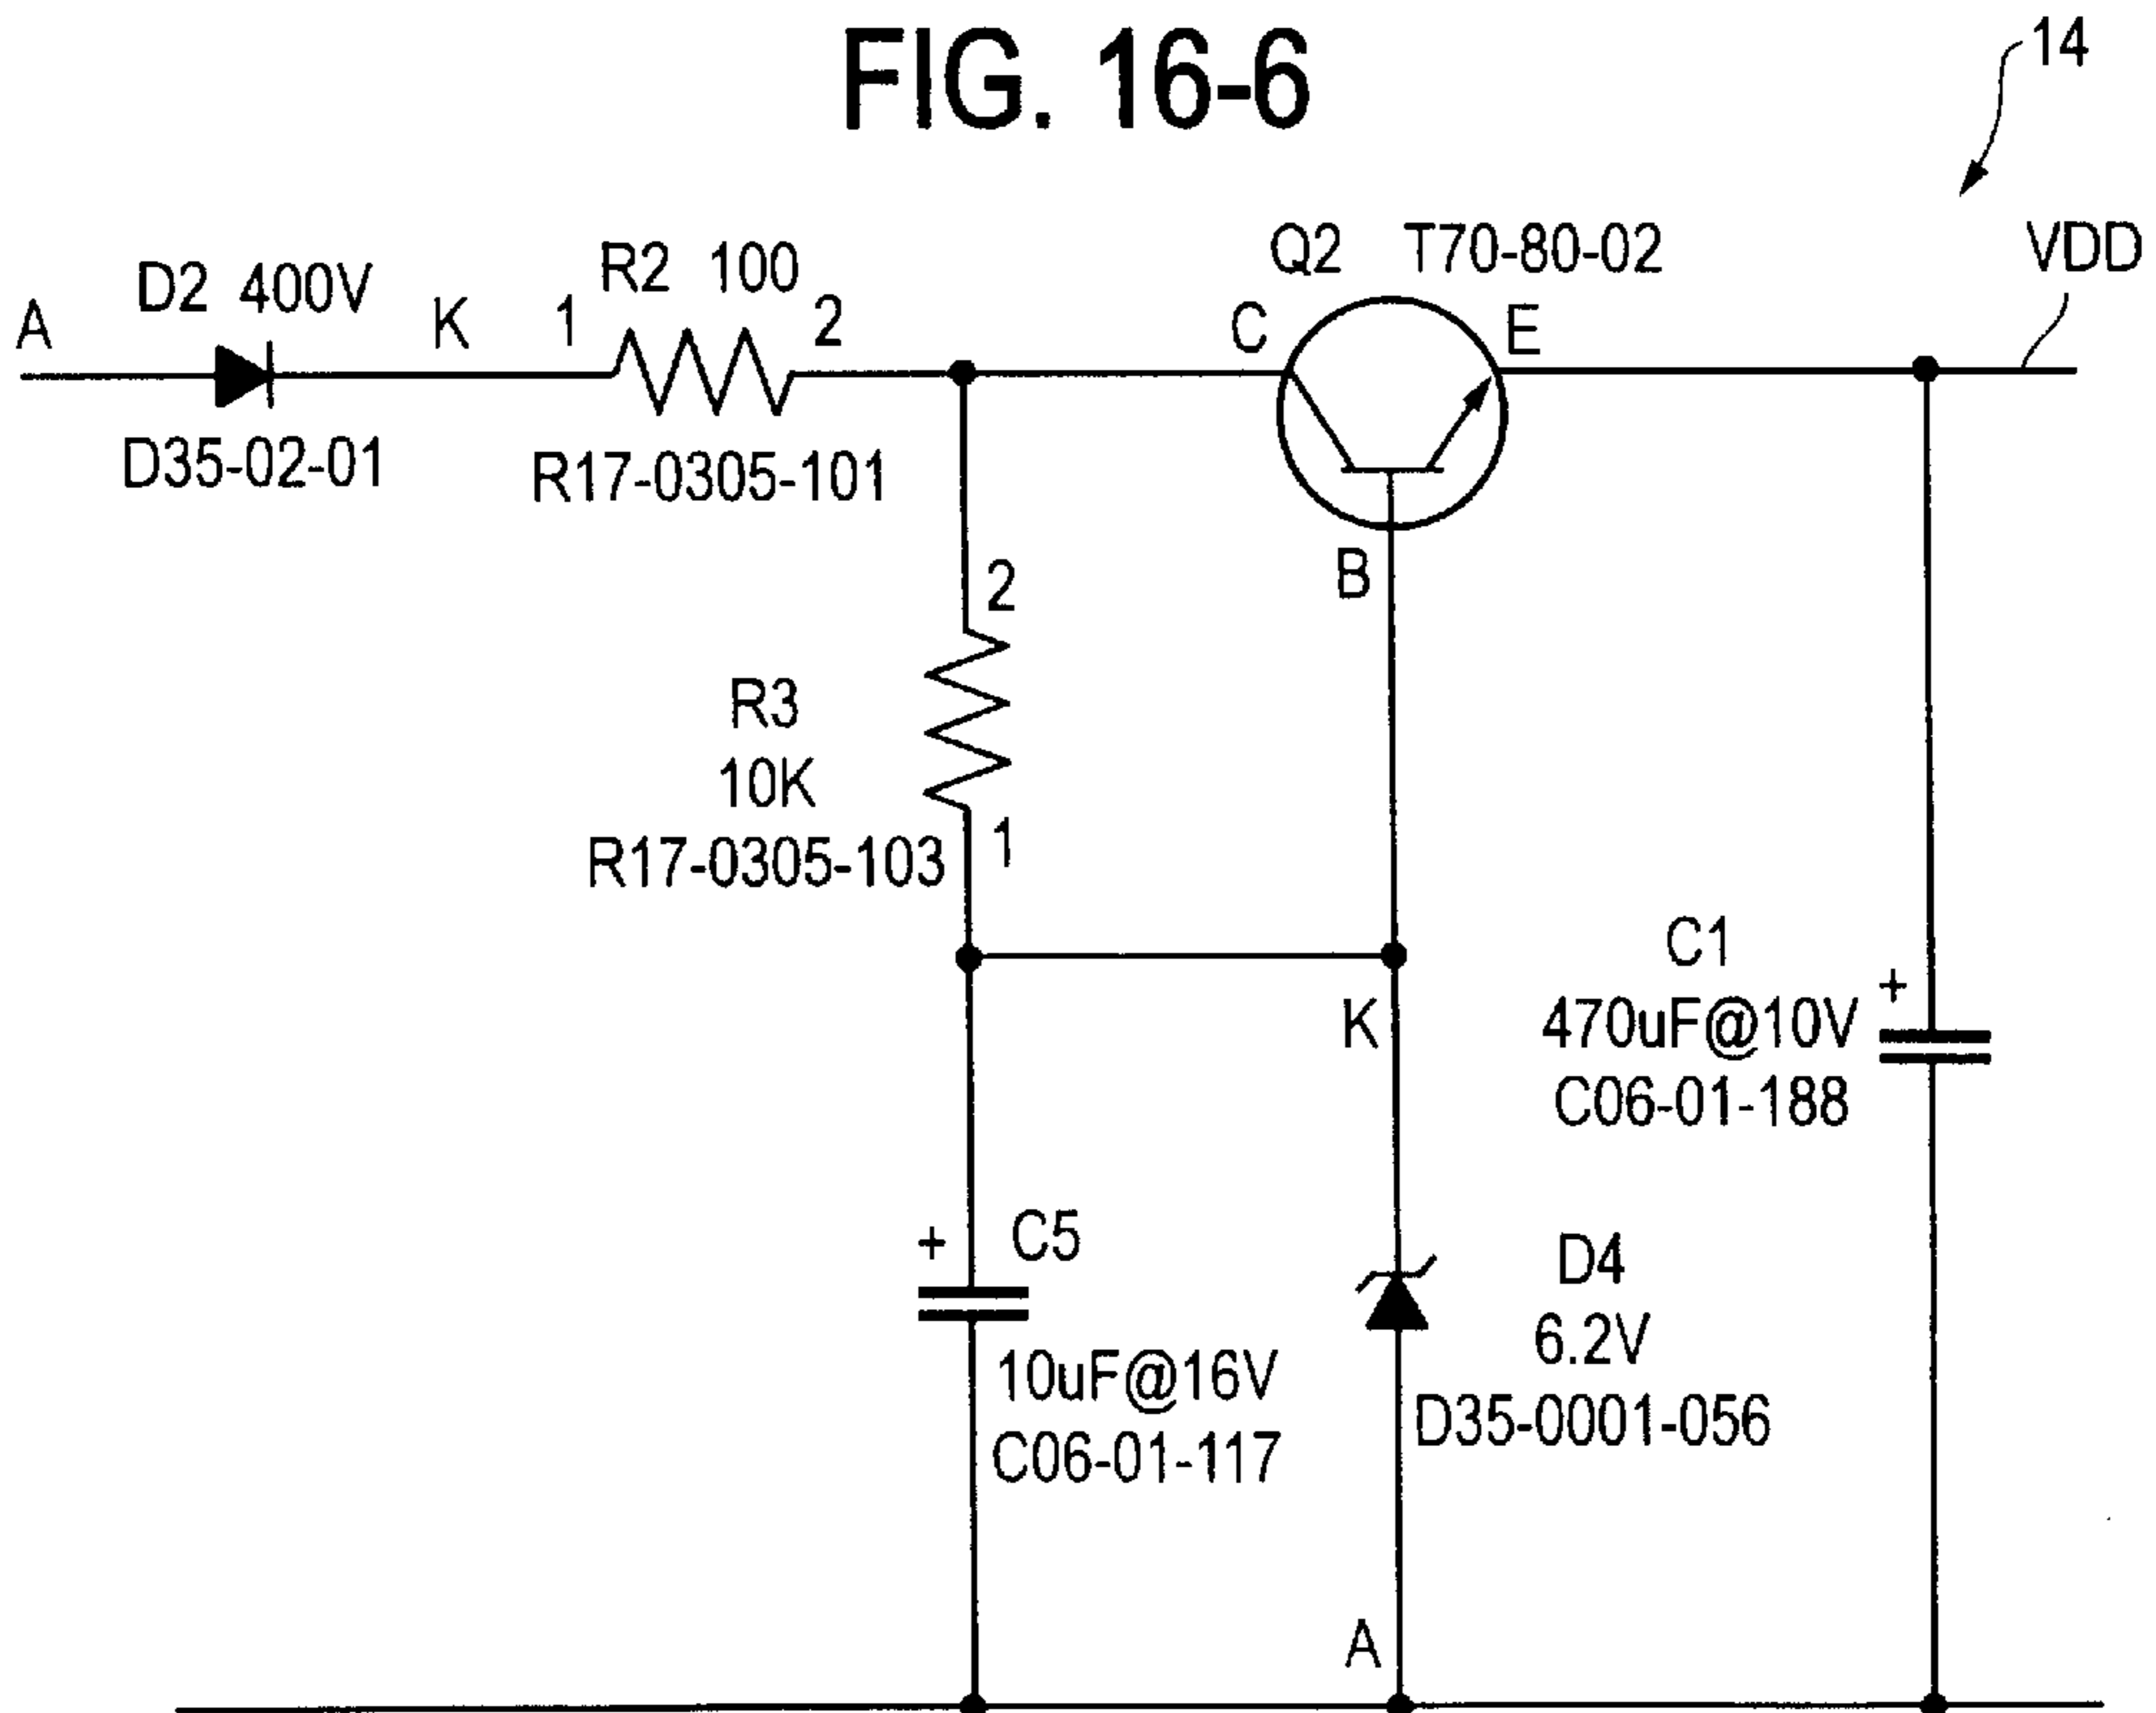 FIG. 16-6
14
Q2 T70-80-02
VDD
D2 400V
R2 100
A
K
1
2
C
E
D35-02-01
R17-0305-101
B
2
R3
10K
R17-0305-103
1
C1
+
470uF@10V
C06-01-188
K
+
C5
D4
6.2V
D35-0001-056
10uF@16V
C06-01-117
A